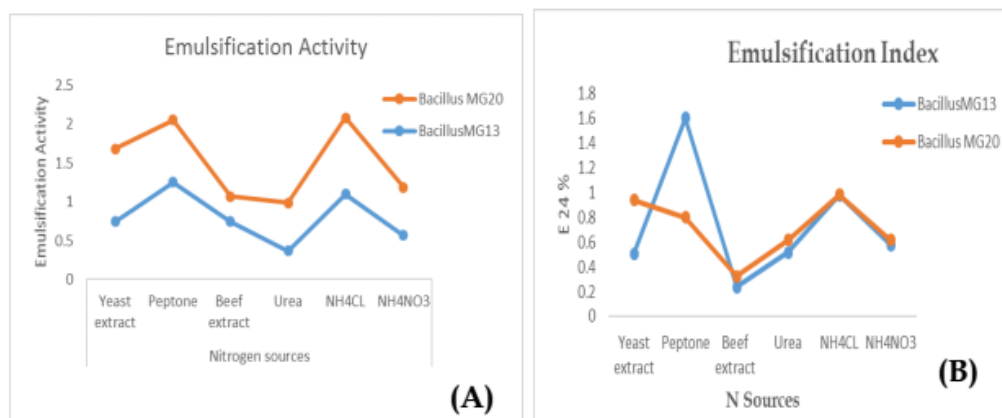 Emulsification Activity
Emulsification Activity
2.5
2
1.5
1
0.5
0
Bacillus MG20
BacillusMG13
Yeast extract
Peptone
Beef extract
Urea
NH4CL
NH4NO3
Nitrogen sources
(A)
Emulsification Index
E 24 %
1.8
1.6
1.4
1.2
1
0.8
0.6
0.4
0.2
0
BacillusMG13
Bacillus MG20
Yeast extract
Peptone
Beef extract
Urea
NH4CL
NH4NO3
N Sources
(B)